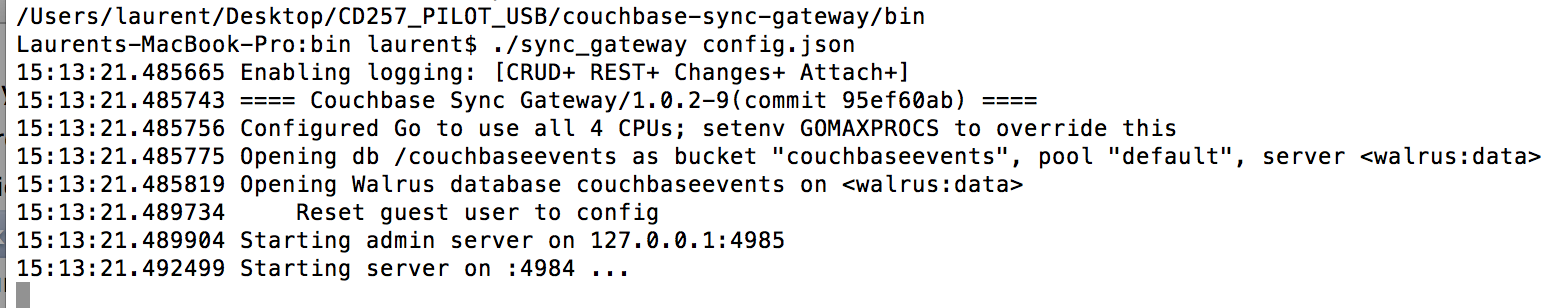 /Users/laurent/Desktop/CD257_PILOT_USB/couchbase-sync-gateway/bin
Laurents-MacBook-Pro:bin laurent$ ./sync_gateway config.json
15:13:21.485665 Enabling logging: [CRUD+ REST+ Changes+ Attach+]
15:13:21.485743 ==== Couchbase Sync Gateway/1.0.2-9(commit 95ef60ab) ====
15:13:21.485756 Configured Go to use all 4 CPUs; setenv GOMAXPROCS to override this
15:13:21.485775 Opening db /couchbaseevents as bucket "couchbaseevents", pool "default", server <walrus:data>
15:13:21.485819 Opening Walrus database couchbaseevents on <walrus:data>
15:13:21.489734     Reset guest user to config
15:13:21.489904 Starting admin server on 127.0.0.1:4985
15:13:21.492499 Starting server on :4984 ...